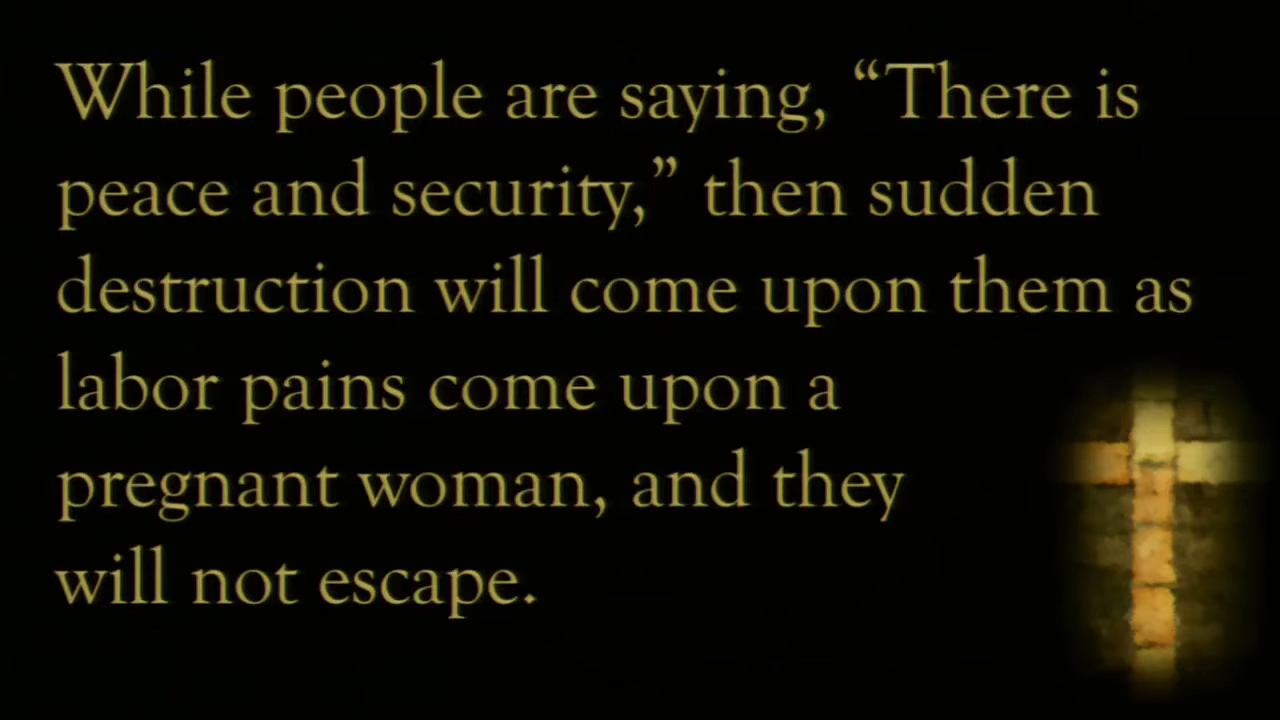 While people are saying, “There is
peace and security,” then sudden
destruction will come upon them as
labor pains come upon a
pregnant woman, and they
will not escape.